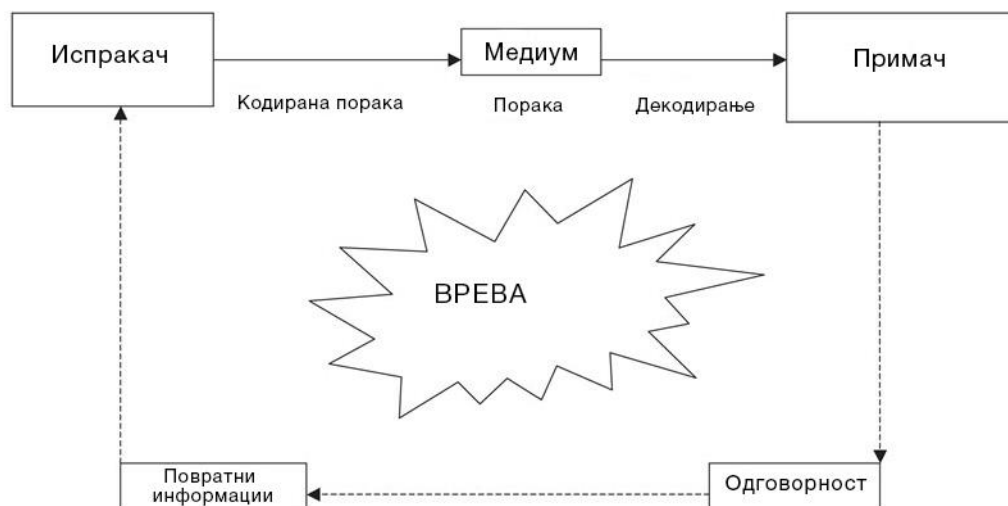 Испракач
Медиум
Примач
Кодирана порака
Порака
Декодирање
ВРЕВА
Повратни
информации
Одговорност